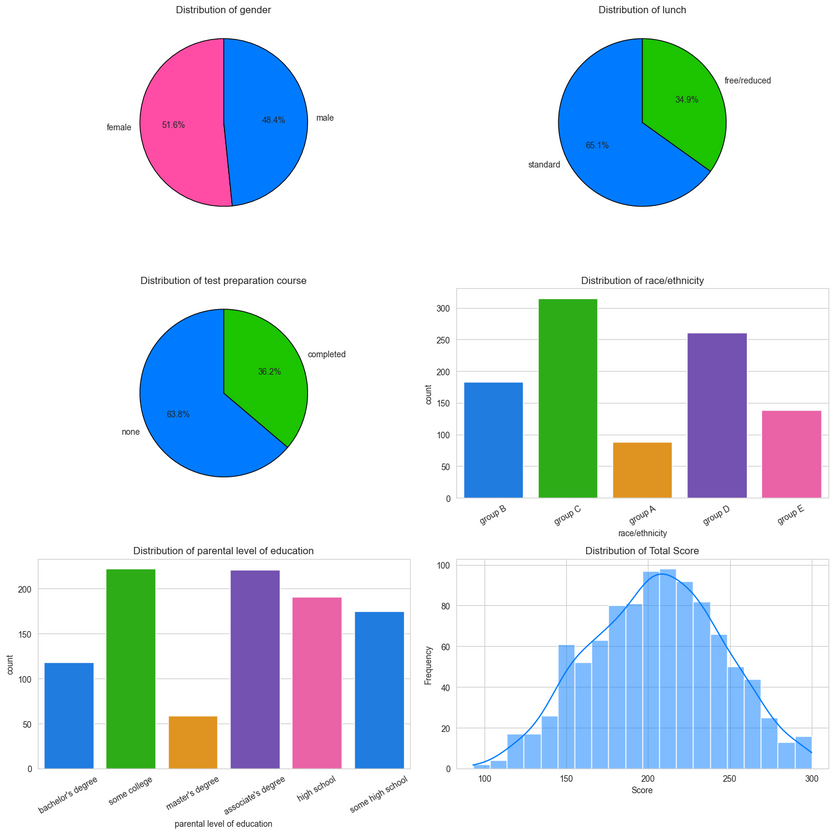 Distribution of gender
female
51.6%
48.4%
male
Distribution of lunch
free/reduced
34.9%
65.1%
standard
Distribution of test preparation course
completed
36.2%
63.8%
none
Distribution of race/ethnicity
300
250
200
150
100
50
0
count
group B
group C
group A
group D
group E
race/ethnicity
Distribution of parental level of education
200
150
100
50
0
count
bachelor's degree
some college
master's degree
associate's degree
high school
some high school
parental level of education
Distribution of Total Score
100
80
60
40
20
0
Frequency
100
150
200
250
300
Score